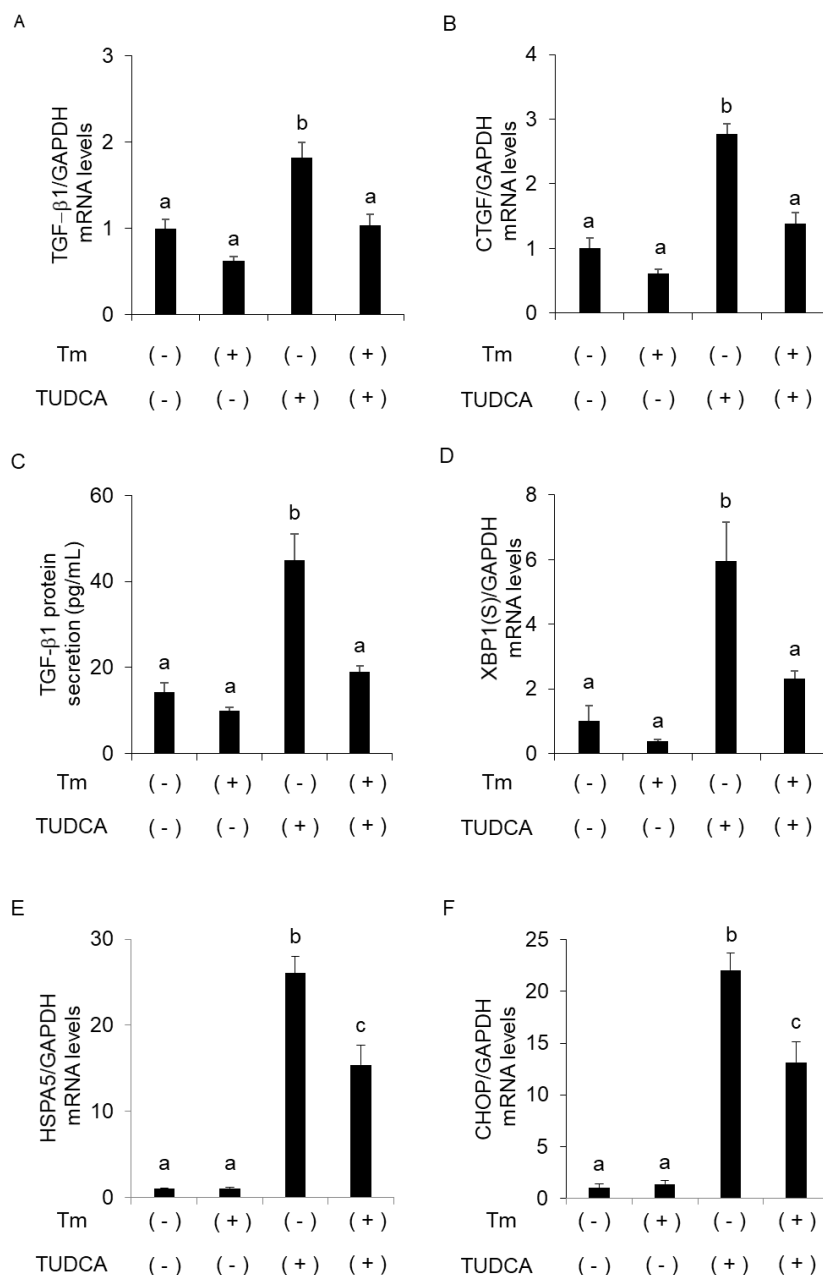 A
TGF-β1/GAPDH
mRNA levels
3
2
1
0
a
a
b
a
Tm
(-) (+) (-) (+)
TUDCA
(-) (-) (+) (+)
B
CTGF/GAPDH
mRNA levels
4
3
2
1
0
a
a
b
a
Tm
(-) (+) (-) (+)
TUDCA
(-) (-) (+) (+)
C
TGF-β1 protein
secretion (pg/mL)
60
40
20
0
a
a
b
a
Tm
(-) (+) (-) (+)
TUDCA
(-) (-) (+) (+)
D
XBP1(S)/GAPDH
mRNA levels
8
6
4
2
0
a
a
b
a
Tm
(-) (+) (-) (+)
TUDCA
(-) (-) (+) (+)
E
HSPA5/GAPDH
mRNA levels
30
20
10
0
a
a
b
c
Tm
(-) (+) (-) (+)
TUDCA
(-) (-) (+) (+)
F
CHOP/GAPDH
mRNA levels
25
20
15
10
5
0
a
a
b
c
Tm
(-) (+) (-) (+)
TUDCA
(-) (-) (+) (+)